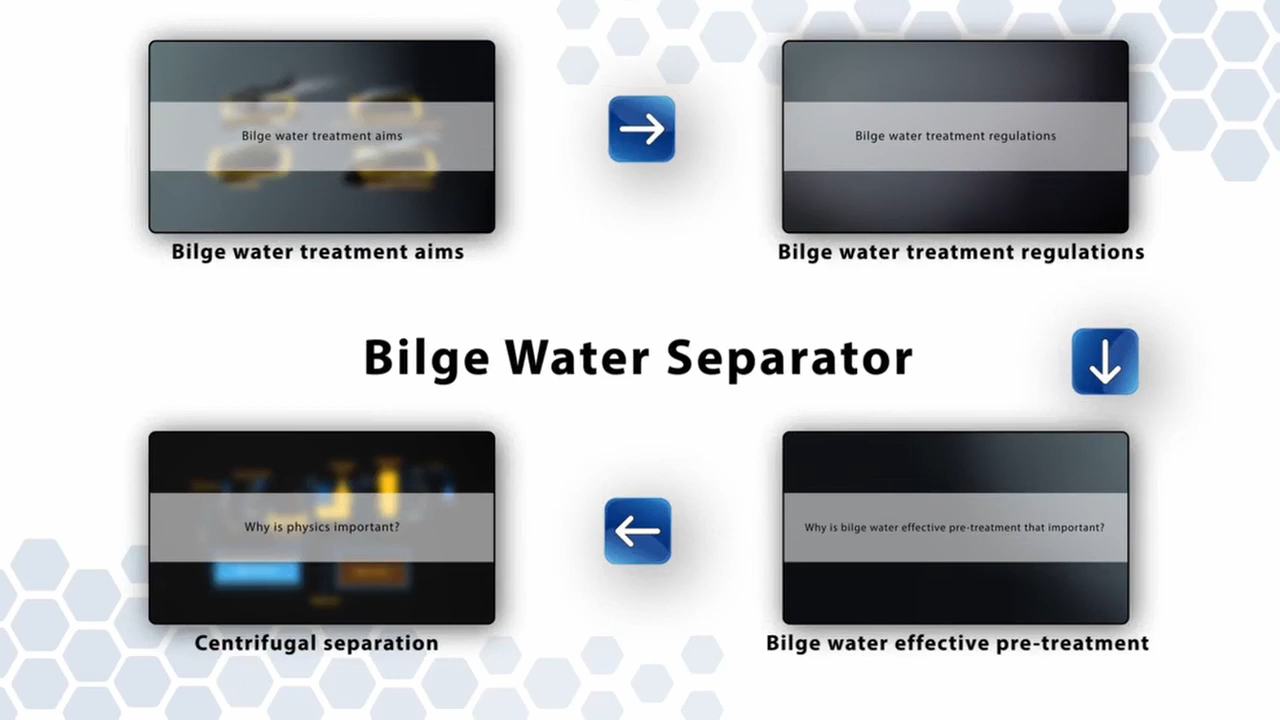 Bilge water treatment aims
Bilge water treatment regulations
Bilge water treatment aims
Bilge water treatment regulations
Bilge Water Separator
Why is physics important?
Why is bilge water effective pre-treatment that important?
Centrifugal separation
Bilge water effective pre-treatment